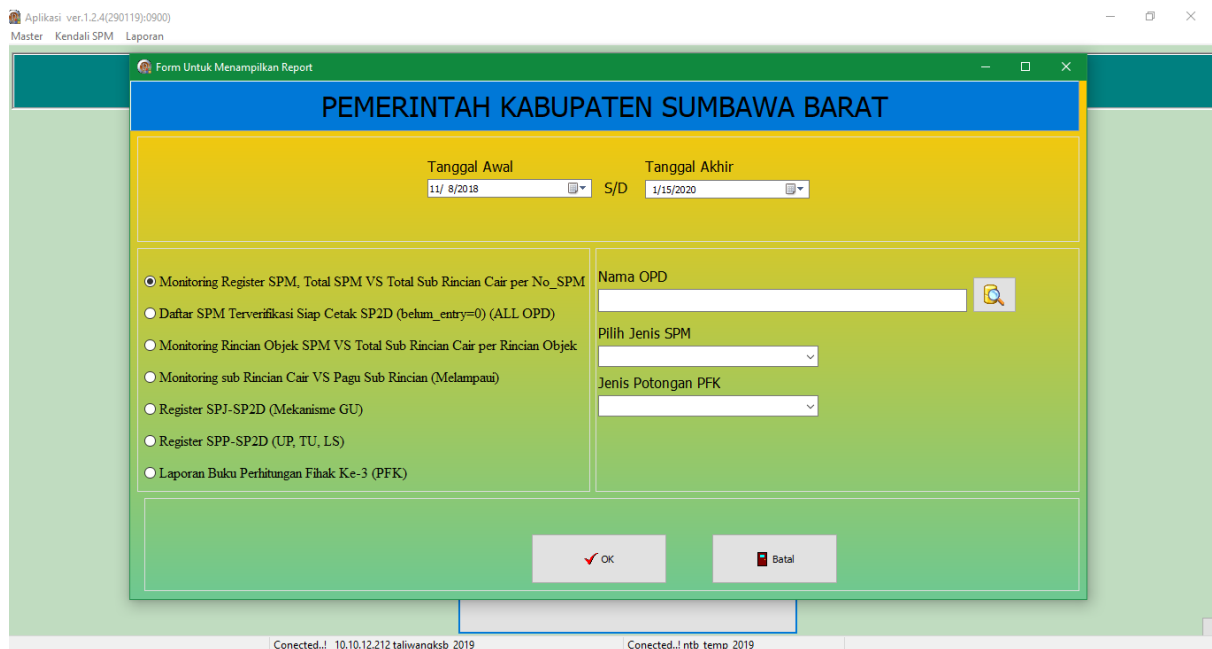 Aplikasi ver.1.2.4(290119):0900)
Master Kendali SPM Laporan
Form Untuk Menampilkan Report
PEMERINTAH KABUPATEN SUMBAWA BARAT
Tanggal Awal
Tanggal Akhir
11/ 8/2018
S/D
1/15/2020
Monitoring Register SPM, Total SPM VS Total Sub Rincian Cair per No_SPM
Daftar SPM Terverifikasi Siap Cetak SP2D (belum_entry=0) (ALL OPD)
Monitoring Rincian Objek SPM VS Total Sub Rincian Cair per Rincian Objek
Monitoring sub Rincian Cair VS Pagu Sub Rincian (Melampaui)
Register SPJ-SP2D (Mekanisme GU)
Register SPP-SP2D (UP, TU, LS)
Laporan Buku Perhitungan Fihak Ke-3 (PFK)
Nama OPD
Pilih Jenis SPM
Jenis Potongan PFK
OK
Batal
Conected..! 10.10.12.212 taliwangksb_2019
Conected..! ntb_temp_2019